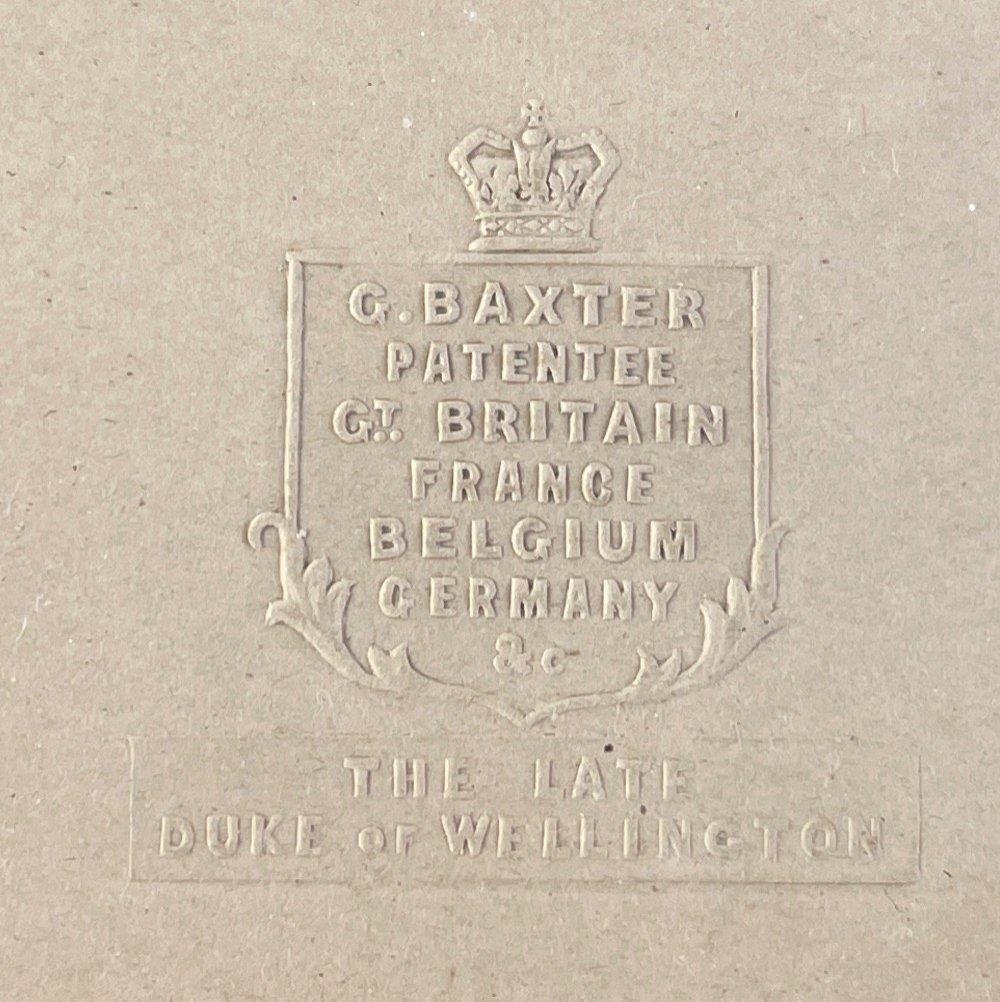 G. BAXTER
PATENTEE
GT. BRITAIN
FRANCE
BELGIUM
GERMANY
&c
THE LATE
DUKE OF WELLINGTON